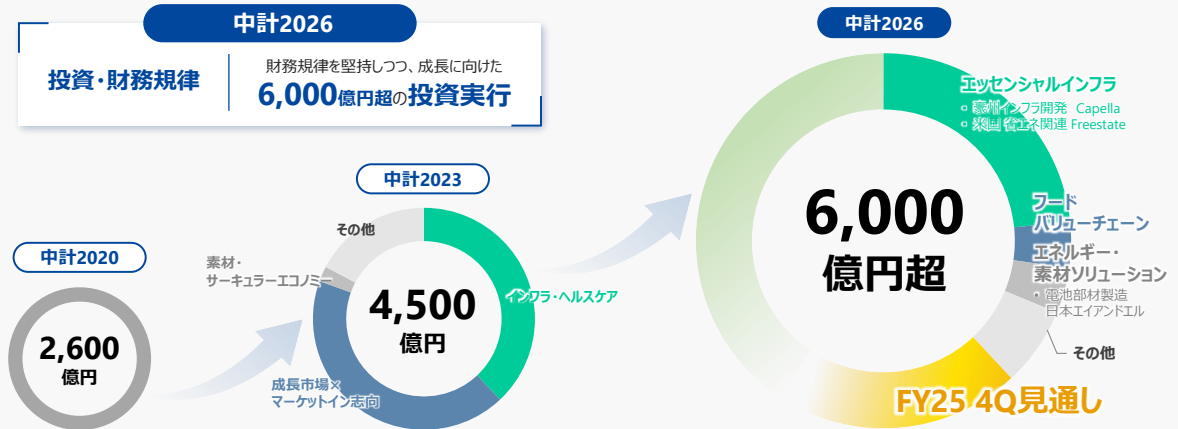 中計2026
投資・財務規律
財務規律を堅持しつつ、成長に向けた
6,000億円超の投資実行
中計2020
2,600
億円
中計2023
その他
素材・
サーキュラーエコノミー
4,500
億円
インフラ・ヘルスケア
成長市場×
マーケットイン志向
中計2026
エッセンシャルインフラ
・豪州インフラ開発 Capella
・米国 省エネ関連 Freestate
6,000
億円超
フード
バリューチェーン
エネルギー・
素材ソリューション
・電池部材製造
日本エイアンドエル
その他
FY25 4Q見通し